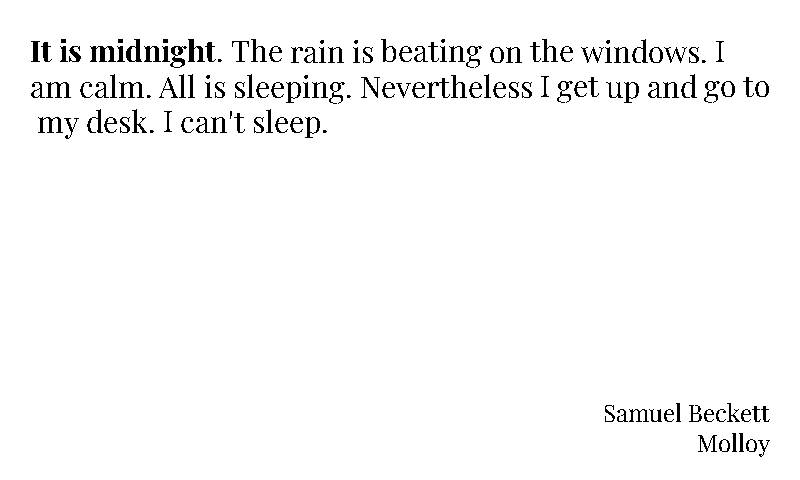 It is midnight. The rain is beating on the windows. I
am calm. All is sleeping. Nevertheless I get up and go to
my desk. I can't sleep.
Samuel Beckett
Molloy